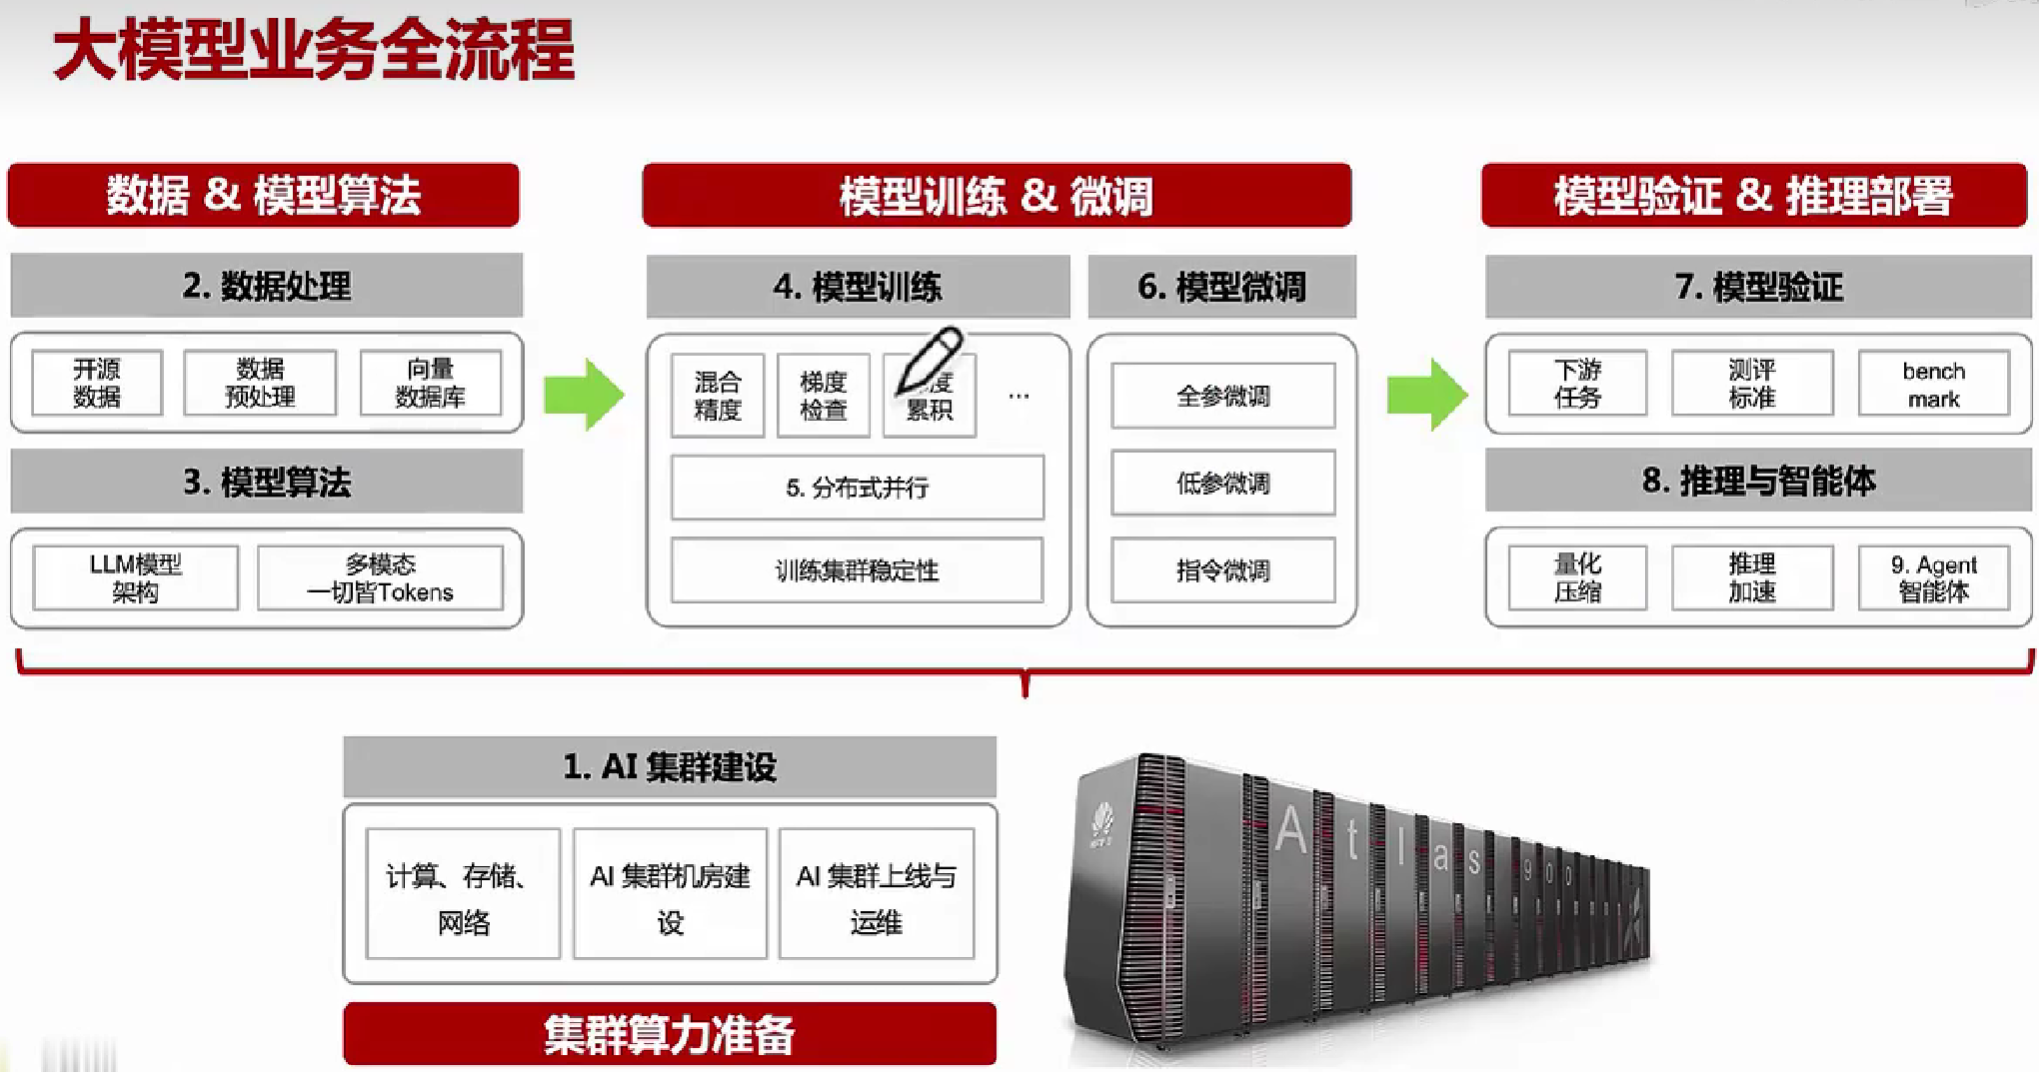 大模型业务全流程
数据 & 模型算法
2. 数据处理
开源
数据
数据
预处理
向量
数据库
3. 模型算法
LLM模型
架构
多模态
一切皆Tokens
模型训练 & 微调
4. 模型训练
混合
精度
梯度
检查
度
累积
...
5. 分布式并行
训练集群稳定性
6. 模型微调
全参微调
低参微调
指令微调
模型验证 & 推理部署
7. 模型验证
下游
任务
测评
标准
bench
mark
8. 推理与智能体
量化
压缩
推理
加速
9. Agent
智能体
1. AI 集群建设
计算、存储、
网络
AI 集群机房建
设
AI 集群上线与
运维
集群算力准备
Atlas 900